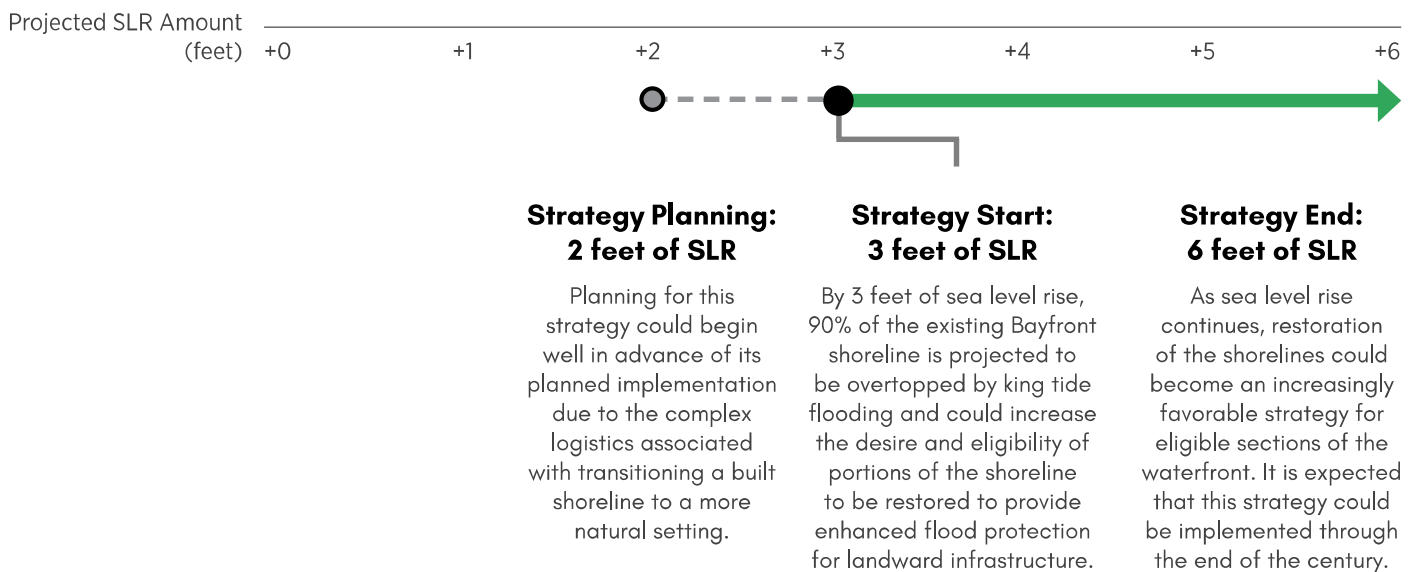 Projected SLR Amount
(feet) +0 +1 +2 +3 +4 +5 +6
Strategy Planning:
2 feet of SLR
Planning for this
strategy could begin
well in advance of its
planned implementation
due to the complex
logistics associated
with transitioning a built
shoreline to a more
natural setting.
Strategy Start:
3 feet of SLR
By 3 feet of sea level rise,
90% of the existing Bayfront
shoreline is projected to
be overtopped by king tide
flooding and could increase
the desire and eligibility of
portions of the shoreline
to be restored to provide
enhanced flood protection
for landward infrastructure.
Strategy End:
6 feet of SLR
As sea level rise
continues, restoration
of the shorelines could
become an increasingly
favorable strategy for
eligible sections of the
waterfront. It is expected
that this strategy could
be implemented through
the end of the century.